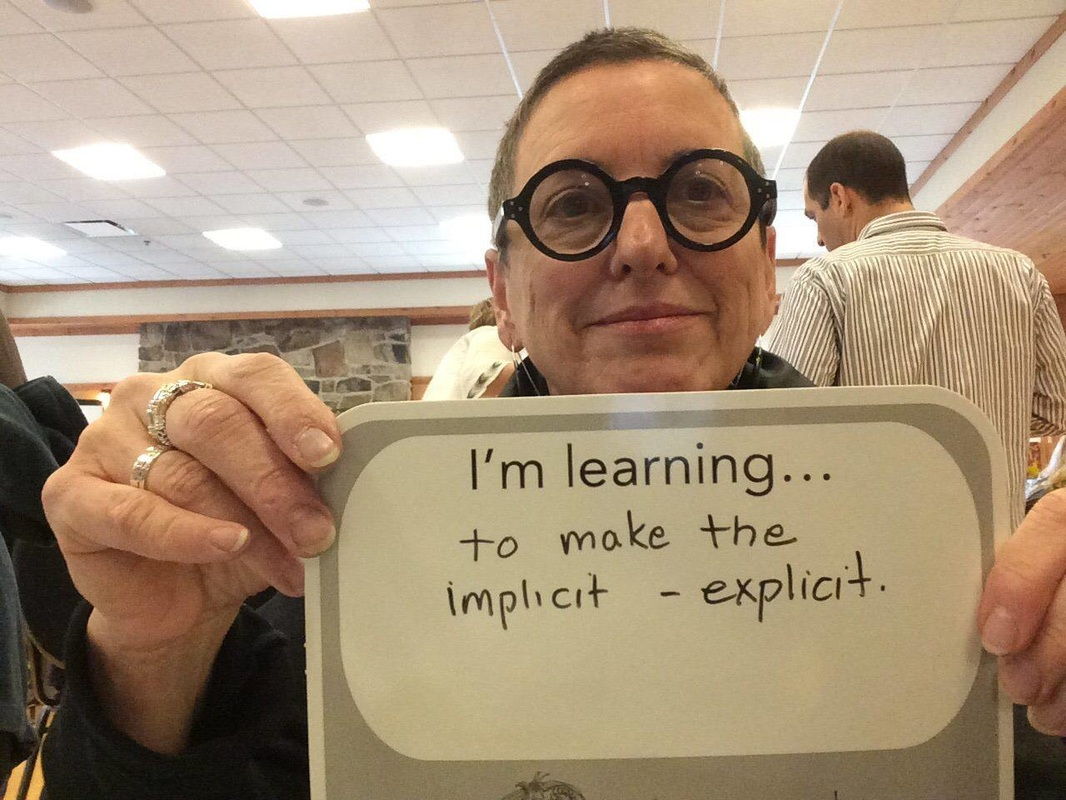 I'm learning...
to make the
implicit - explicit.